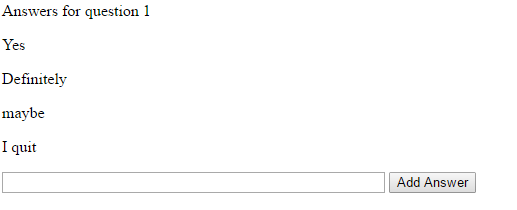 Answers for question 1
Yes
Definitely
maybe
I quit
Add Answer